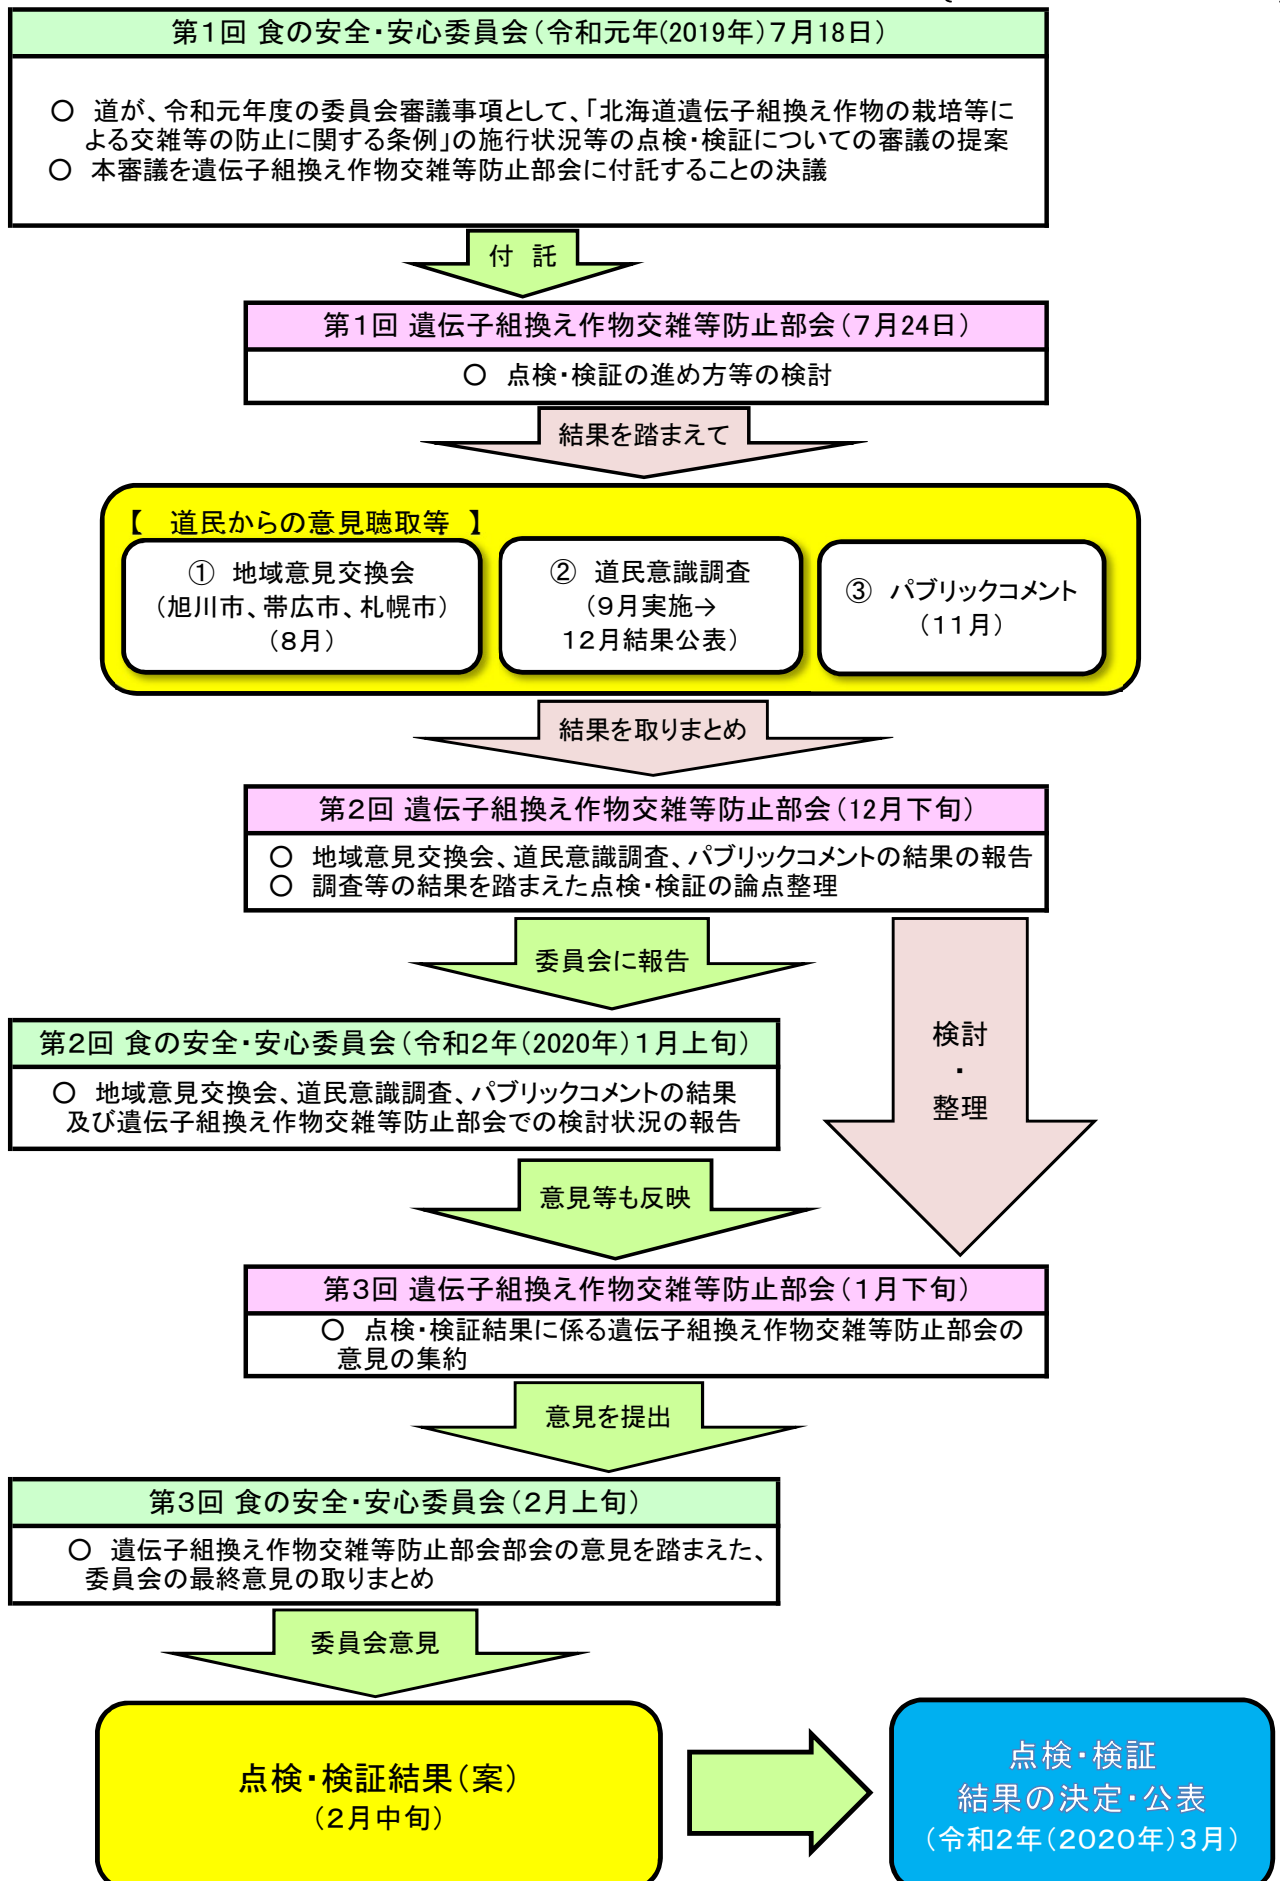 第1回 食の安全・安心委員会(令和元年(2019年)7月18日)
○ 道が、令和元年度の委員会審議事項として、「北海道遺伝子組換え作物の栽培等に
よる交雑等の防止に関する条例」の施行状況等の点検・検証についての審議の提案
○ 本審議を遺伝子組換え作物交雑等防止部会に付託することの決議
付 託
第1回 遺伝子組換え作物交雑等防止部会(7月24日)
○ 点検・検証の進め方等の検討
結果を踏まえて
【 道民からの意見聴取等 】
① 地域意見交換会
(旭川市、帯広市、札幌市)
(8月)
② 道民意識調査
(9月実施→
12月結果公表)
③ パブリックコメント
(11月)
結果を取りまとめ
第2回 遺伝子組換え作物交雑等防止部会(12月下旬)
○ 地域意見交換会、道民意識調査、パブリックコメントの結果の報告
○ 調査等の結果を踏まえた点検・検証の論点整理
委員会に報告
検討
・
整理
第2回 食の安全・安心委員会(令和2年(2020年)1月上旬)
○ 地域意見交換会、道民意識調査、パブリックコメントの結果
及び遺伝子組換え作物交雑等防止部会での検討状況の報告
意見等も反映
第3回 遺伝子組換え作物交雑等防止部会(1月下旬)
○ 点検・検証結果に係る遺伝子組換え作物交雑等防止部会の
意見の集約
意見を提出
第3回 食の安全・安心委員会(2月上旬)
○ 遺伝子組換え作物交雑等防止部会部会の意見を踏まえた、
委員会の最終意見の取りまとめ
委員会意見
点検・検証結果(案)
(2月中旬)
点検・検証
結果の決定・公表
(令和2年(2020年)3月)